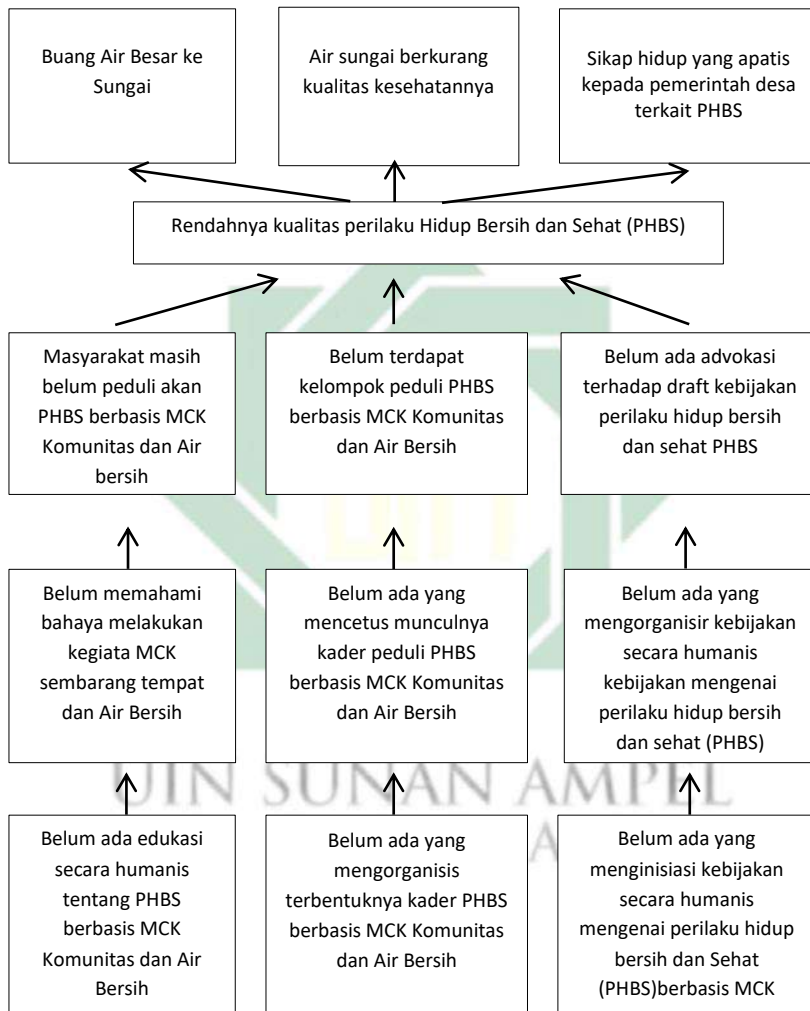 Buang Air Besar ke
Sungai
Air sungai berkurang
kualitas kesehatannya
Sikap hidup yang apatis
kepada pemerintah desa
terkait PHBS
Rendahnya kualitas perilaku Hidup Bersih dan Sehat (PHBS)
Masyarakat masih
belum peduli akan
PHBS berbasis MCK
Komunitas dan Air
bersih
Belum terdapat
kelompok peduli PHBS
berbasis MCK Komunitas
dan Air Bersih
Belum ada advokasi
terhadap draft kebijakan
perilaku hidup bersih
dan sehat PHBS
Belum memahami
bahaya melakukan
kegiata MCK
sembarang tempat
dan Air Bersih
Belum ada yang
mencetus munculnya
kader peduli PHBS
berbasis MCK Komunitas
dan Air Bersih
Belum ada yang
mengorganisir kebijakan
secara humanis
kebijakan mengenai
perilaku hidup bersih
dan sehat (PHBS)
UIN SUNAN AMPEL
Belum ada edukasi
secara humanis
tentang PHBS
berbasis MCK
Komunitas dan Air
Bersih
Belum ada yang
mengorganisis
terbentuknya kader PHBS
berbasis MCK Komunitas
dan Air Bersih
Belum ada yang
menginisiasi kebijakan
secara humanis
mengenai perilaku hidup
bersih dan Sehat
(PHBS)berbasis MCK